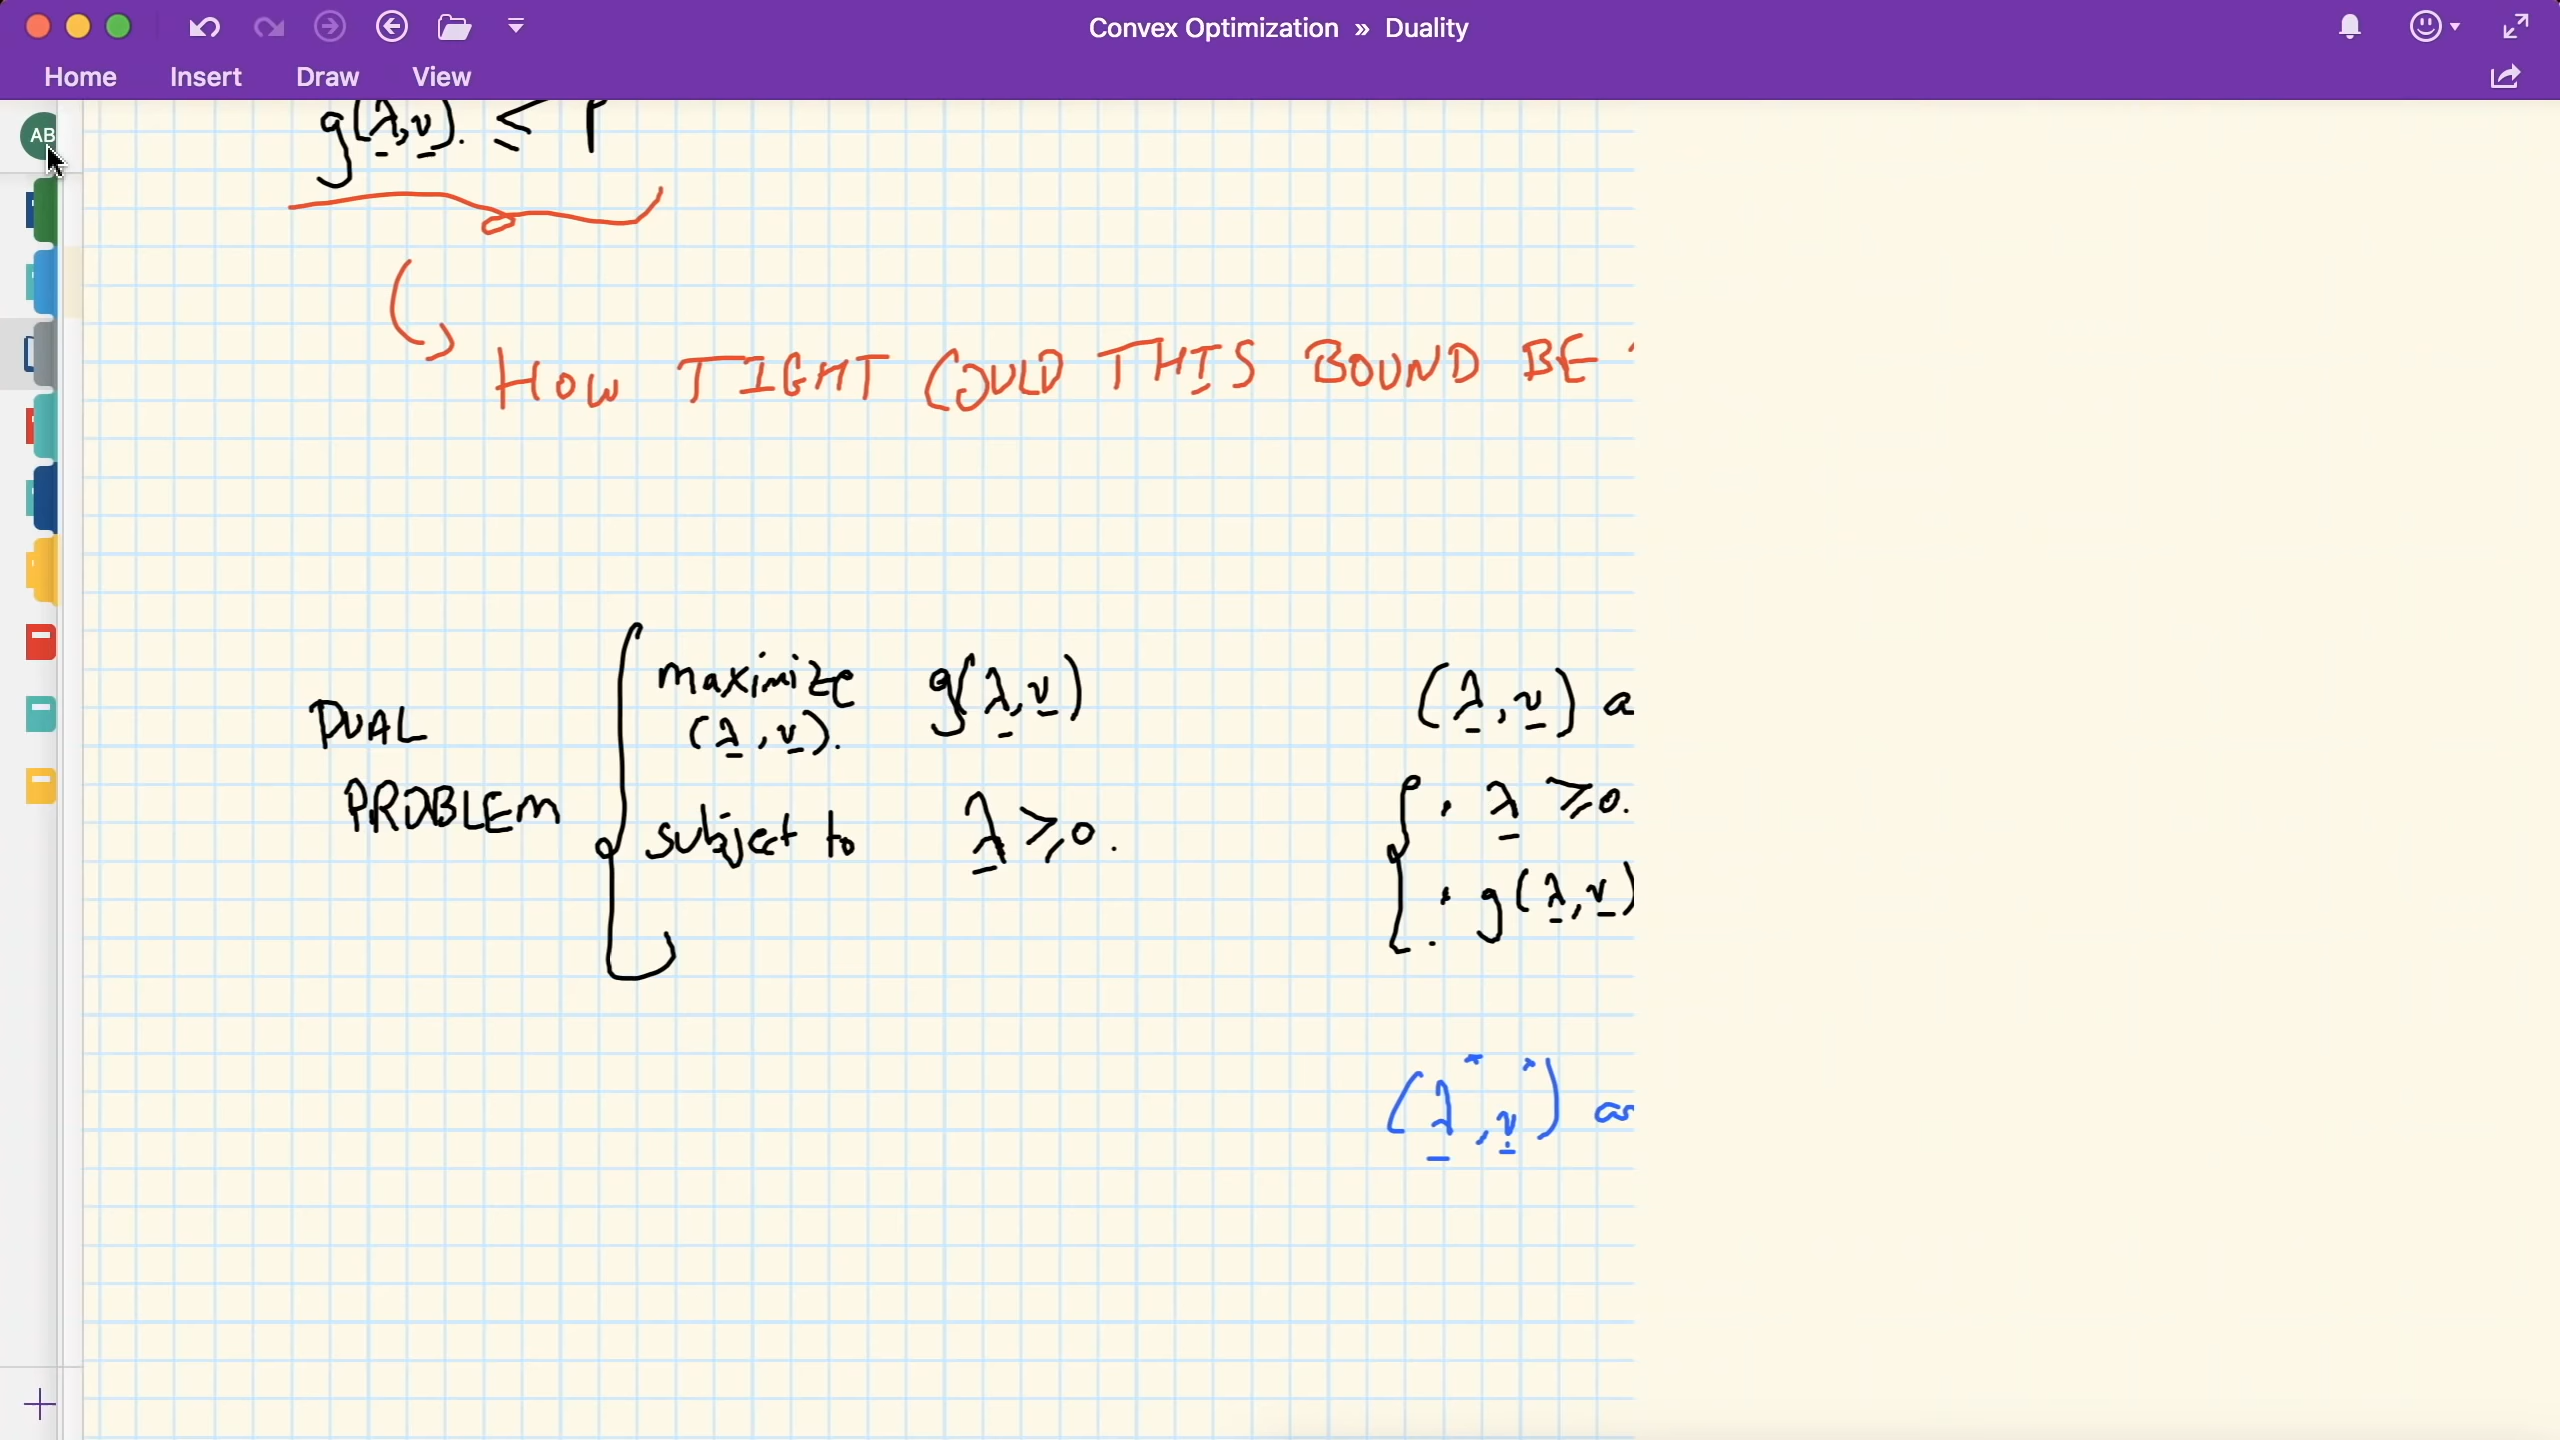 Convex Optimization » Duality
Home Insert Draw View
AB
g(λ,ν). ≤
HOW TIGHT COULD THIS BOUND BE
DUAL PROBLEM
maximize g(λ,ν)
(λ,ν).
subject to λ ≥ 0.
(λ,ν)
· λ ≥ 0.
· g(λ,ν)
(λ*,ν*)